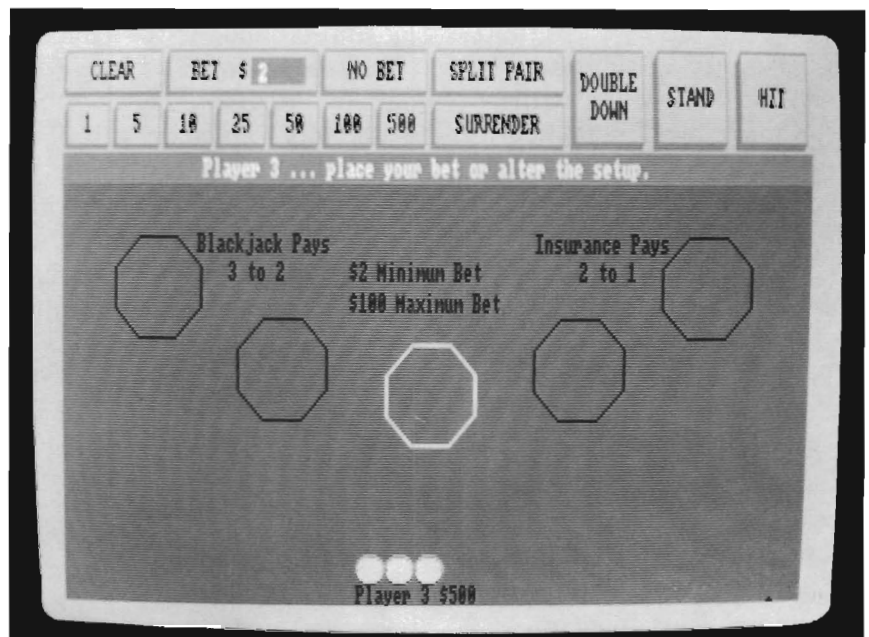 CLEAR BET $ 2 NO BET SPLIT PAIR DOUBLE DOWN STAND HIT
1 5 10 25 50 100 500 SURRENDER
Player 3 ... place your bet or alter the setup.
Blackjack Pays
3 to 2
$2 Minimum Bet
$100 Maximum Bet
Insurance Pays
2 to 1
Player 3 $500